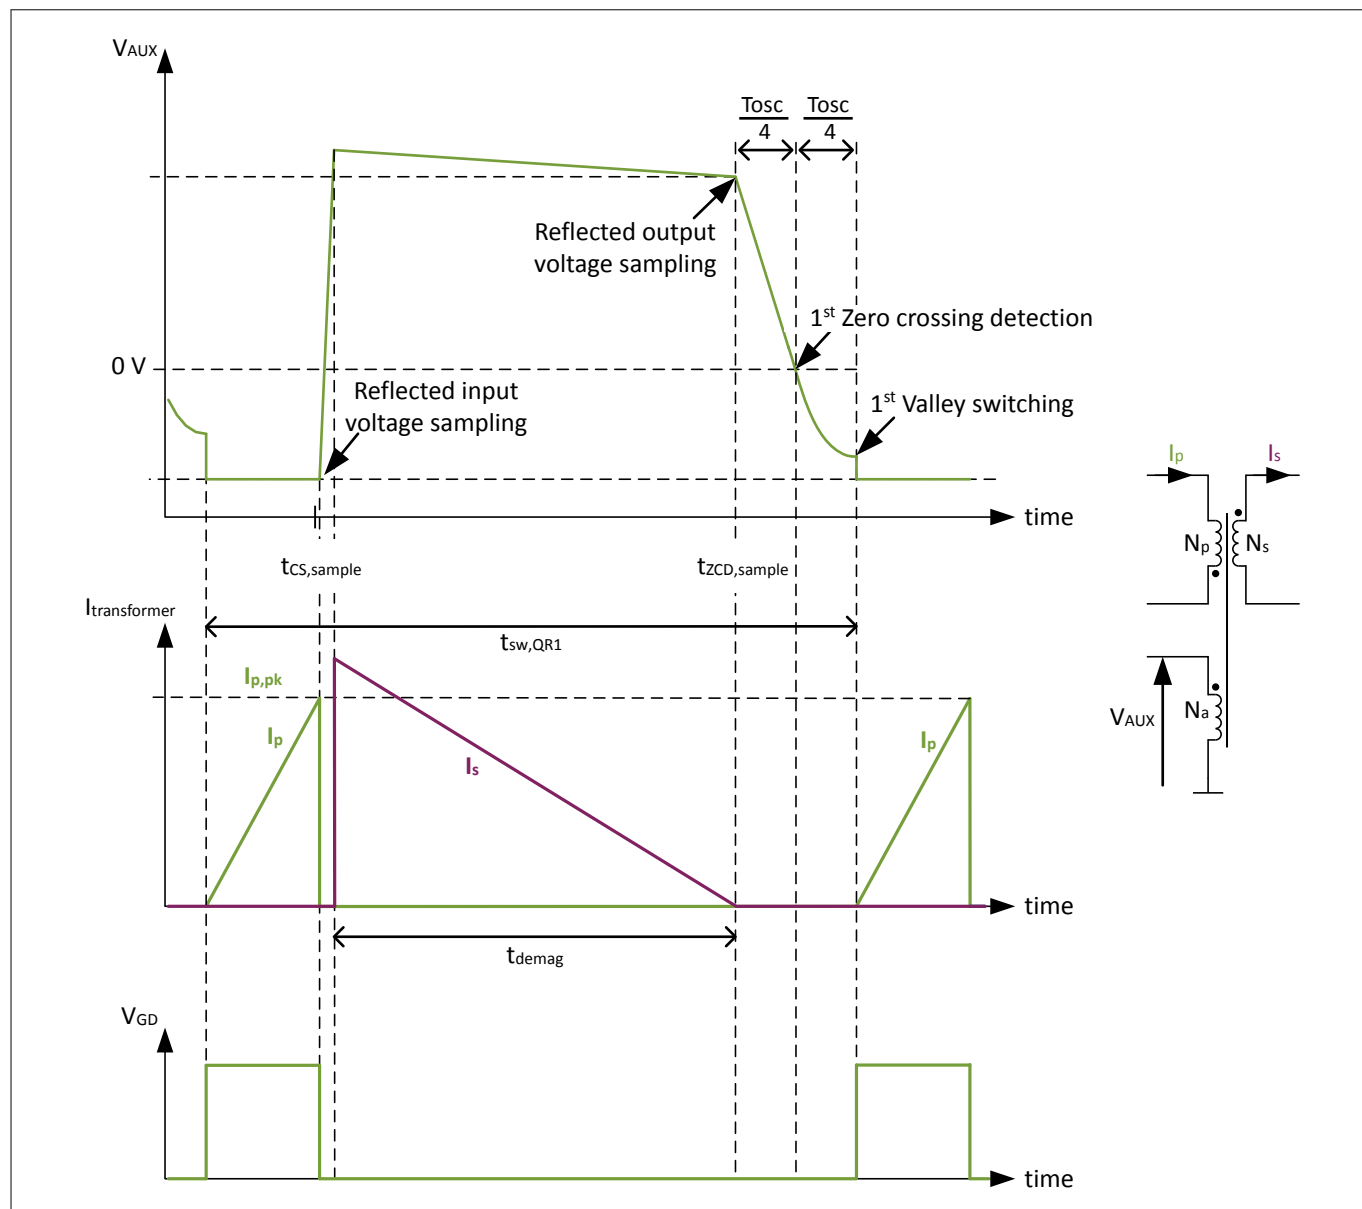 VAUX
Tosc
4
Tosc
4
Reflected output
voltage sampling
1st Zero crossing detection
0 V
Reflected input
voltage sampling
1st Valley switching
time
tCS,sample
tZCD,sample
Itransformer
tsw,QR1
Ip,pk
Ip
Is
Ip
time
tdemag
VGD
time
Ip
Is
Np
Ns
VAUX
Na